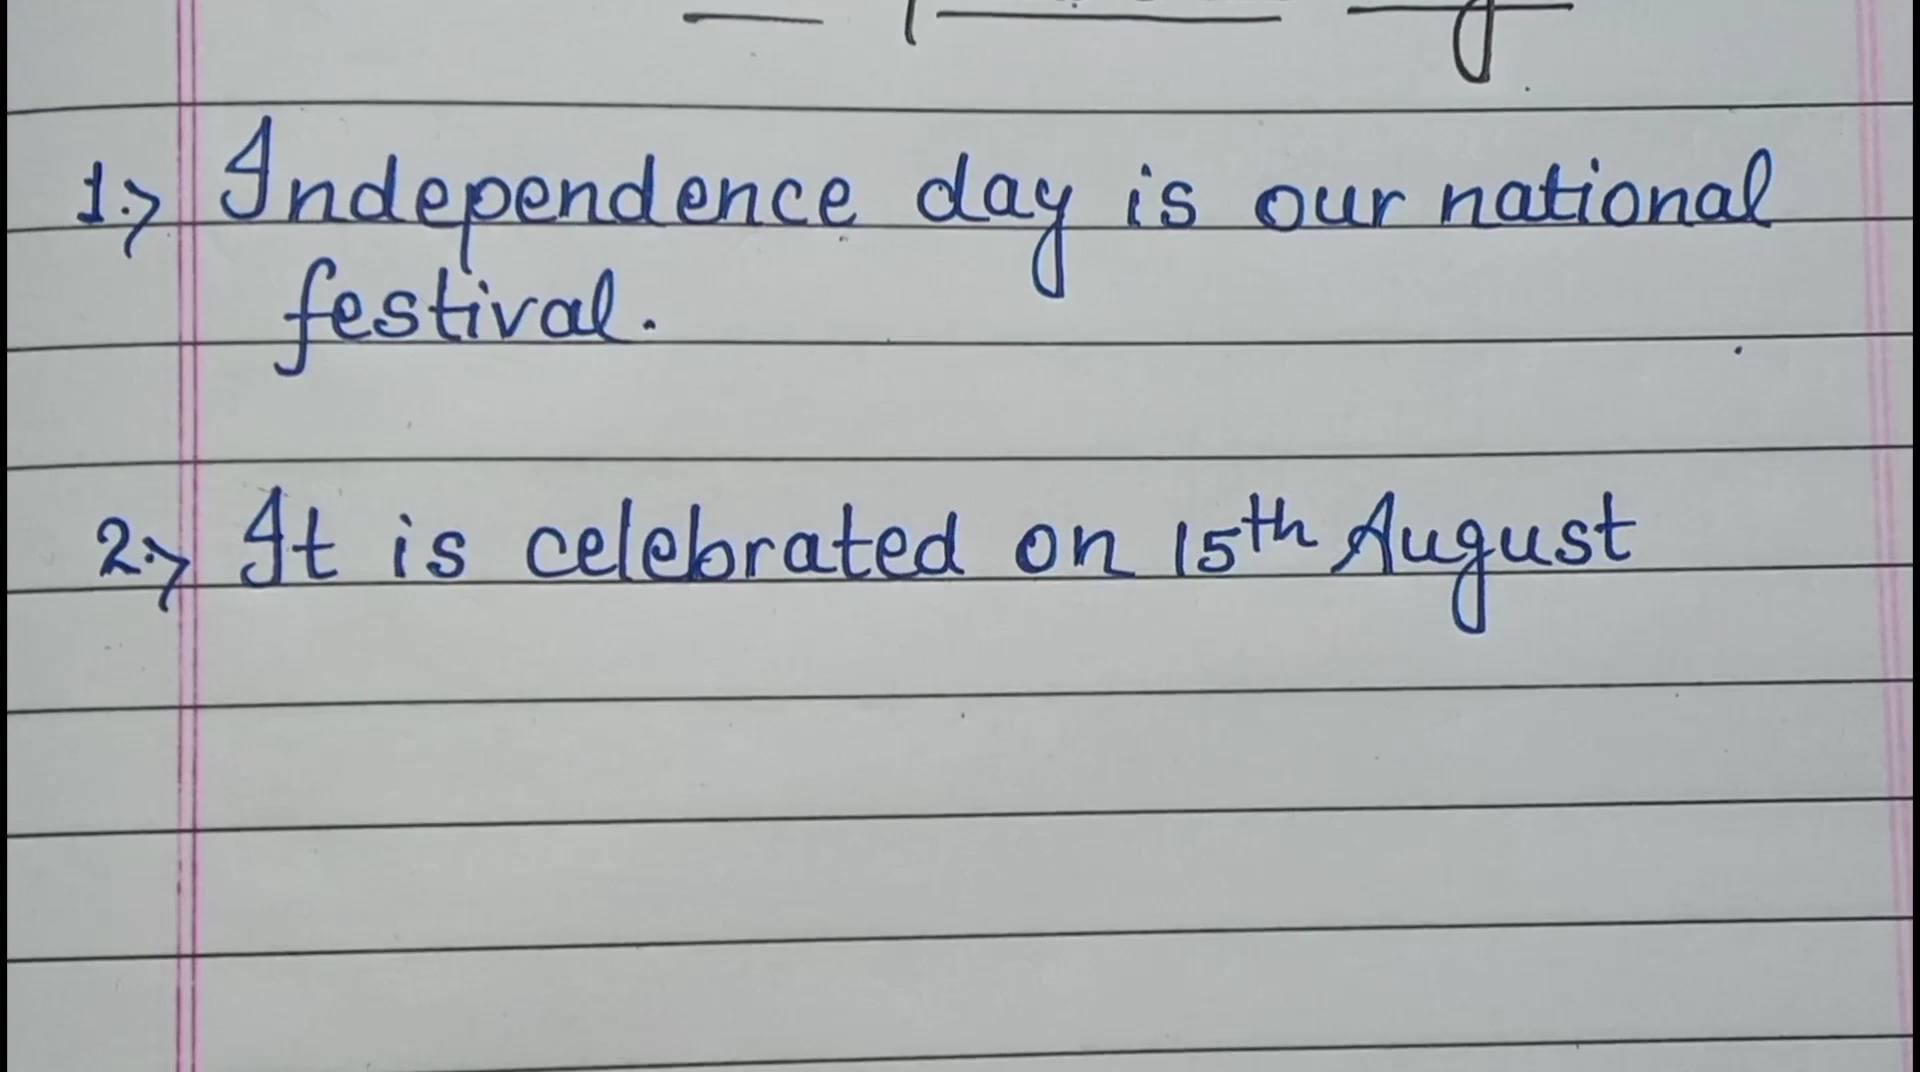 1.> Independence day is our national
festival.
2.> It is celebrated on 15th August